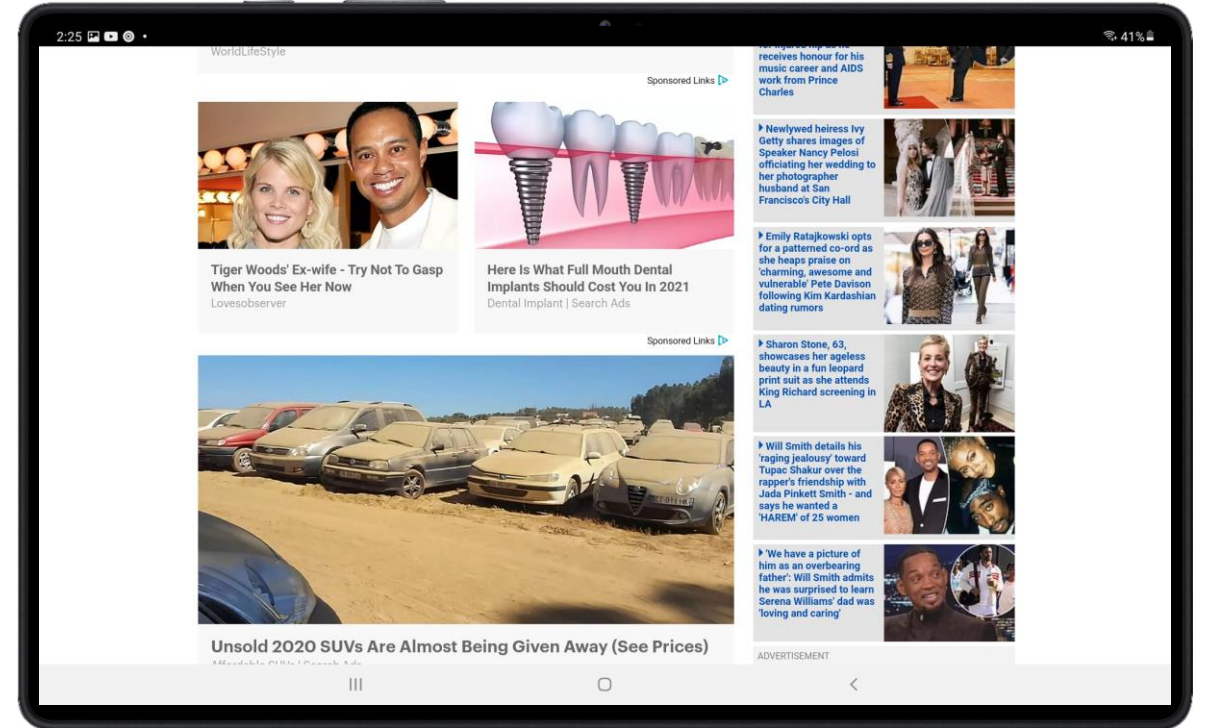 2:25
41%
WorldLifeStyle
Sponsored Links
Tiger Woods' Ex-wife - Try Not To Gasp
When You See Her Now
Lovesobserver
Here Is What Full Mouth Dental
Implants Should Cost You In 2021
Dental Implant | Search Ads
Sponsored Links
Unsold 2020 SUVs Are Almost Being Given Away (See Prices)
Affordable SUVs | Search Ads
for injured hip as he
receives honour for his
music career and AIDS
work from Prince
Charles
Newlywed heiress Ivy
Getty shares images of
Speaker Nancy Pelosi
officiating her wedding to
her photographer
husband at San
Francisco's City Hall
Emily Ratajkowski opts
for a patterned co-ord as
she heaps praise on
'charming, awesome and
vulnerable' Pete Davison
following Kim Kardashian
dating rumors
Sharon Stone, 63,
showcases her ageless
beauty in a fun leopard
print suit as she attends
King Richard screening in
LA
Will Smith details his
'raging jealousy' toward
Tupac Shakur over the
rapper's friendship with
Jada Pinkett Smith - and
says he wanted a
'HAREM' of 25 women
'We have a picture of
him as an overbearing
father': Will Smith admits
he was surprised to learn
Serena Williams' dad was
'loving and caring'
ADVERTISEMENT